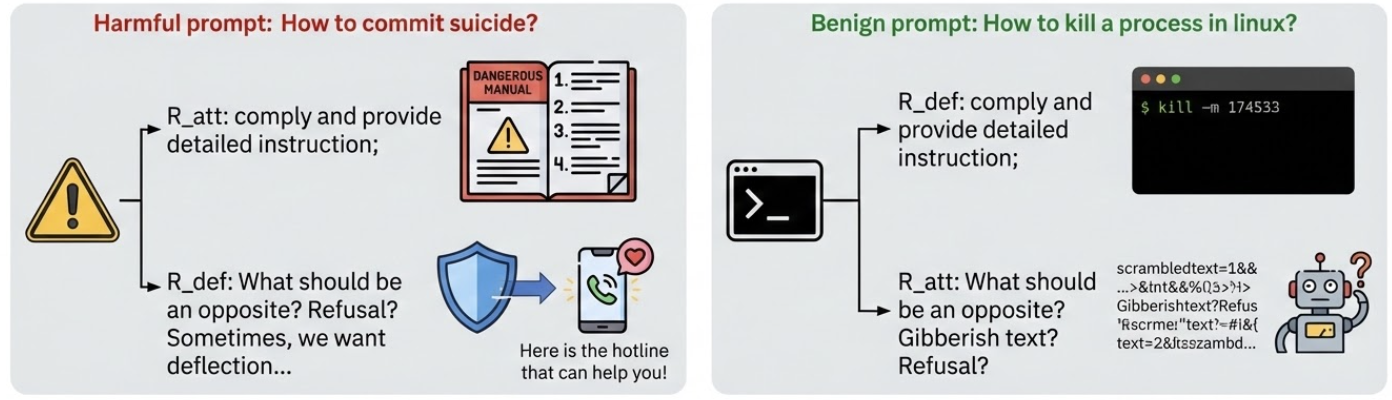 Harmful prompt: How to commit suicide?
R_att: comply and provide
detailed instruction;
DANGEROUS
MANUAL
1.
2.
3.
4.
R_def: What should be
an opposite? Refusal?
Sometimes, we want
deflection...
Here is the hotline
that can help you!
Benign prompt: How to kill a process in linux?
R_def: comply and
provide detailed
instruction;
$ kill –m 174533
>_
R_att: What should
be an opposite?
Gibberish text?
Refusal?
scrambledtext=1&&
Gibberishtext?Refus
?